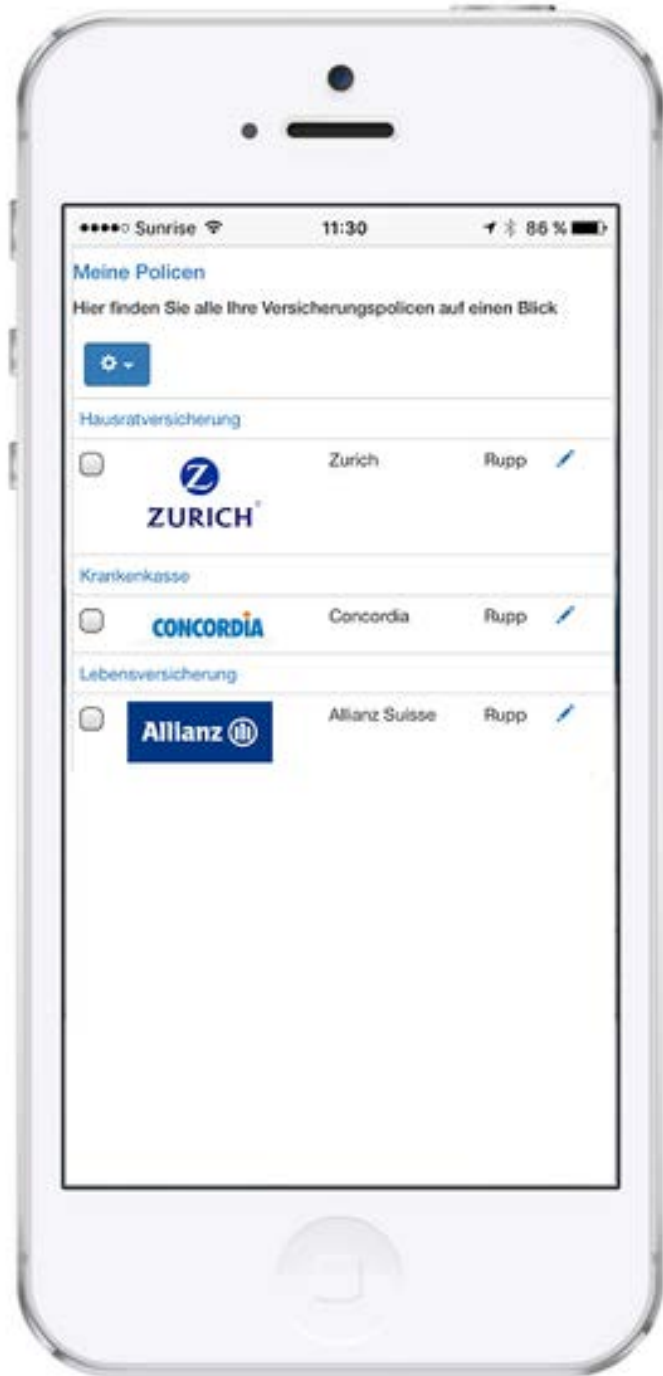 Sunrise 11:30 86 %
Meine Policen
Hier finden Sie alle Ihre Versicherungspolicen auf einen Blick
Hausratversicherung
Zurich Rupp
ZURICH
Krankenkasse
CONCORDIA Concordia Rupp
Lebensversicherung
Allianz Allianz Suisse Rupp